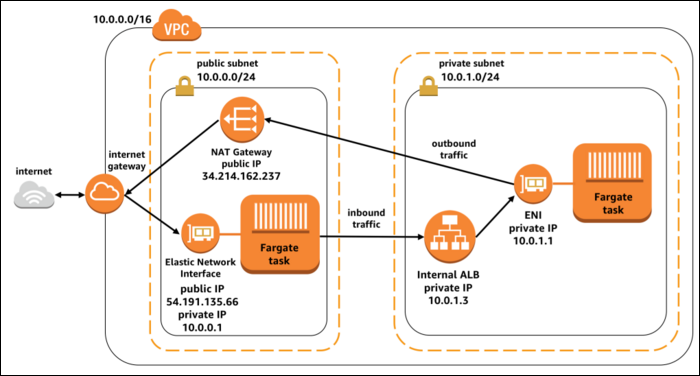 10.0.0.0/16
VPC
public subnet
10.0.0.0/24
private subnet
10.0.1.0/24
internet
internet
gateway
NAT Gateway
public IP
34.214.162.237
outbound
traffic
Fargate
task
ENI
private IP
10.0.1.1
Elastic Network
Interface
public IP
54.191.135.66
private IP
10.0.0.1
Fargate
task
inbound
traffic
Internal ALB
private IP
10.0.1.3